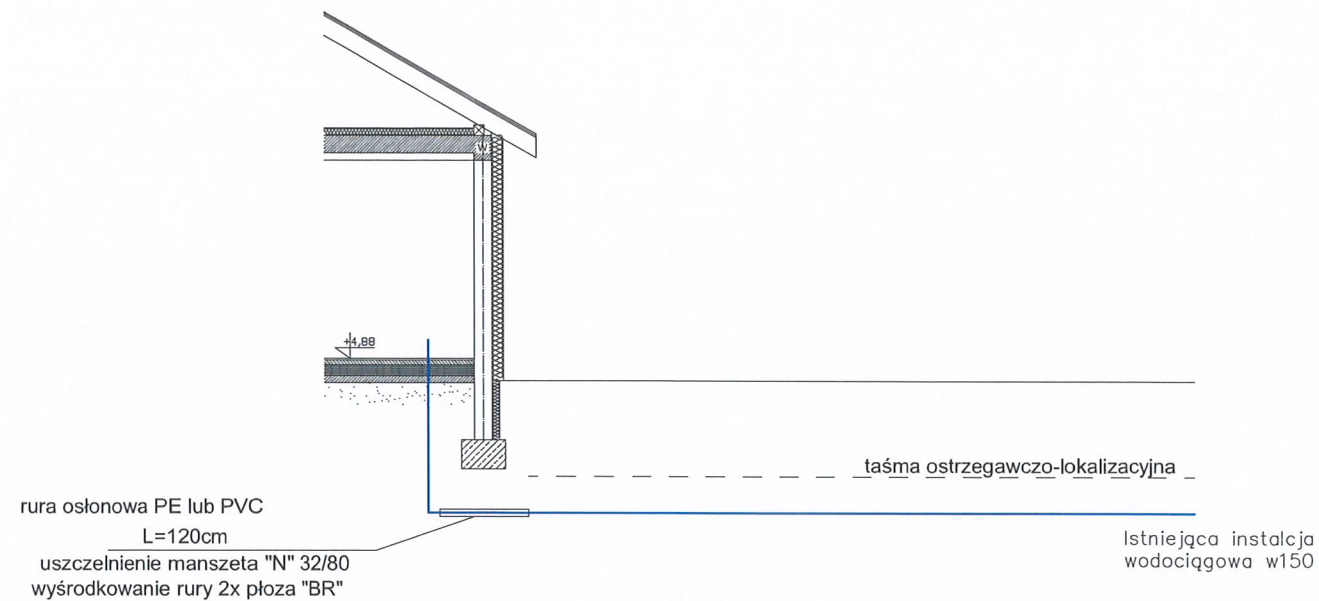 W
+4,88
taśma ostrzegawczo-lokalizacyjna
rura osłonowa PE lub PVC
L=120cm
uszczelnienie manszeta "N" 32/80
wyśrodkowanie rury 2x płoza "BR"
Istniejąca instalcja
wodociągowa w150